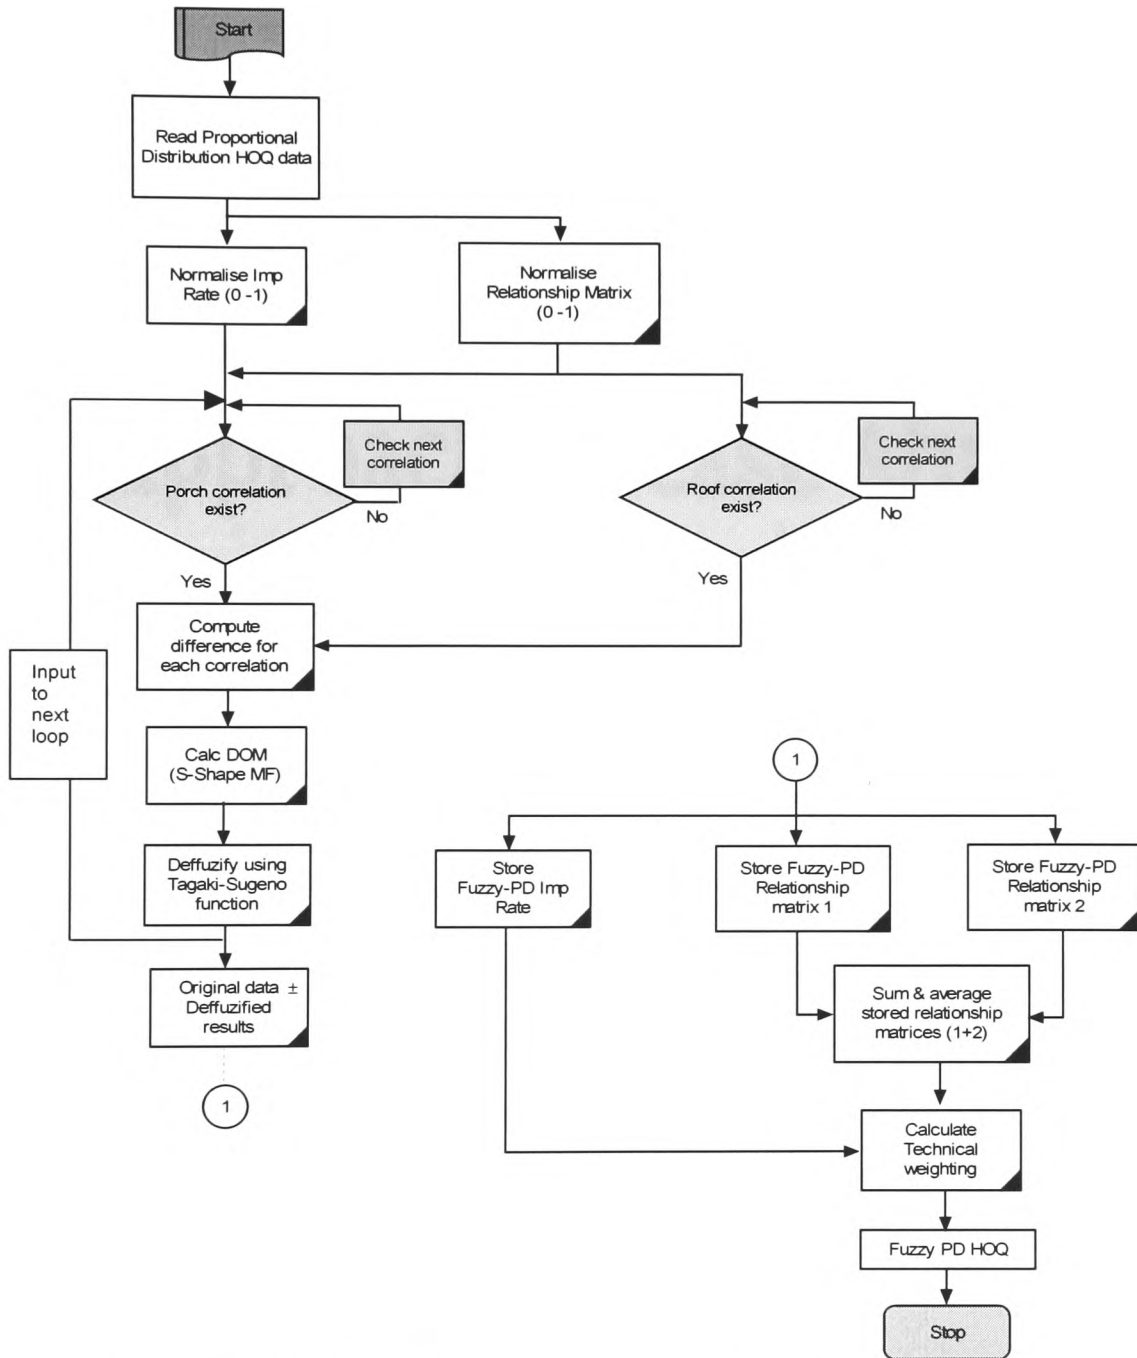 Start
Read Proportional
Distribution HOQ data
Normalise Imp
Rate (0 -1)
Normalise
Relationship Matrix
(0 -1)
Check next
correlation
Porch correlation
exist?
No
Yes
Check next
correlation
Roof correlation
exist?
No
Yes
Compute
difference for
each correlation
Input
to
next
loop
Calc DOM
(S-Shape MF)
Deffuzify using
Tagaki-Sugeno
function
Original data ±
Deffuzified
results
1
1
Store
Fuzzy-PD Imp
Rate
Store Fuzzy-PD
Relationship
matrix 1
Store Fuzzy-PD
Relationship
matrix 2
Sum & average
stored relationship
matrices (1+2)
Calculate
Technical
weighting
Fuzzy PD HOQ
Stop